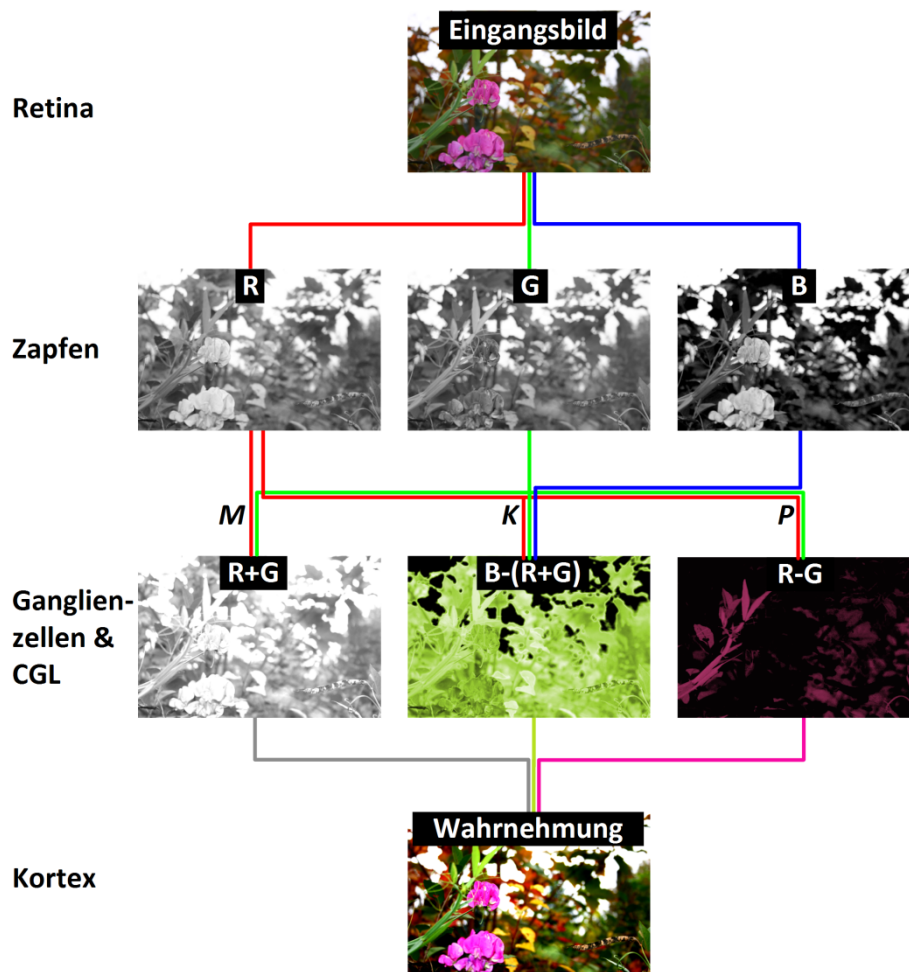 Eingangsbild
Retina
R
G
B
Zapfen
M
K
P
R+G
B-(R+G)
R-G
Ganglien-
zellen &
CGL
Wahrnehmung
Kortex